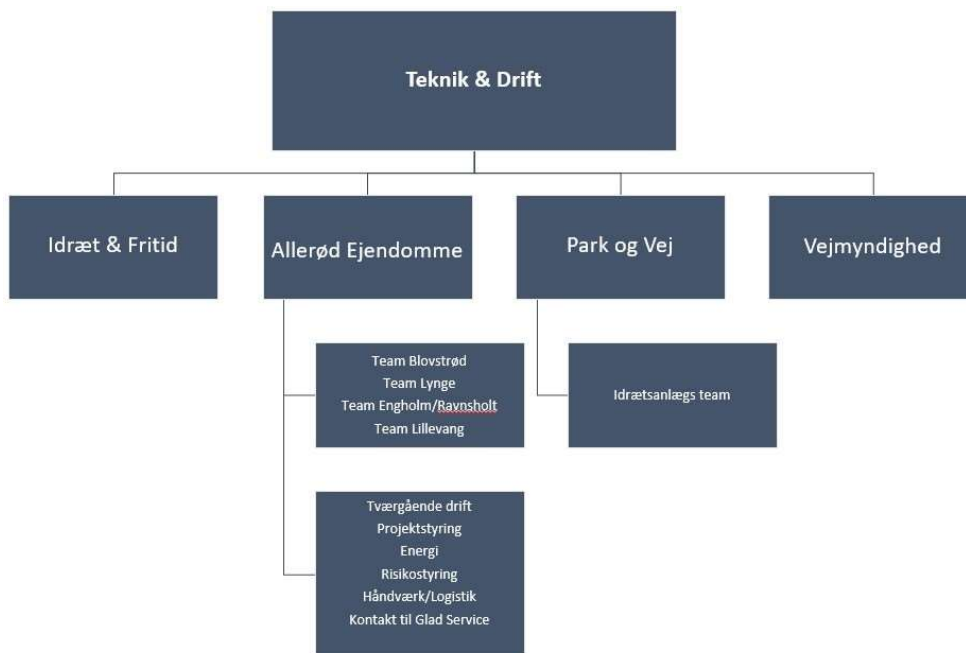 Teknik & Drift
Idræt & Fritid
Allerød Ejendomme
Park og Vej
Vejmyndighed
Team Blovstrød
Team Lynge
Team Engholm/Ravnsholt
Team Lillevang
Idrætsanlægs team
Tværgående drift
Projektstyring
Energi
Risikostyring
Håndværk/Logistik
Kontakt til Glad Service